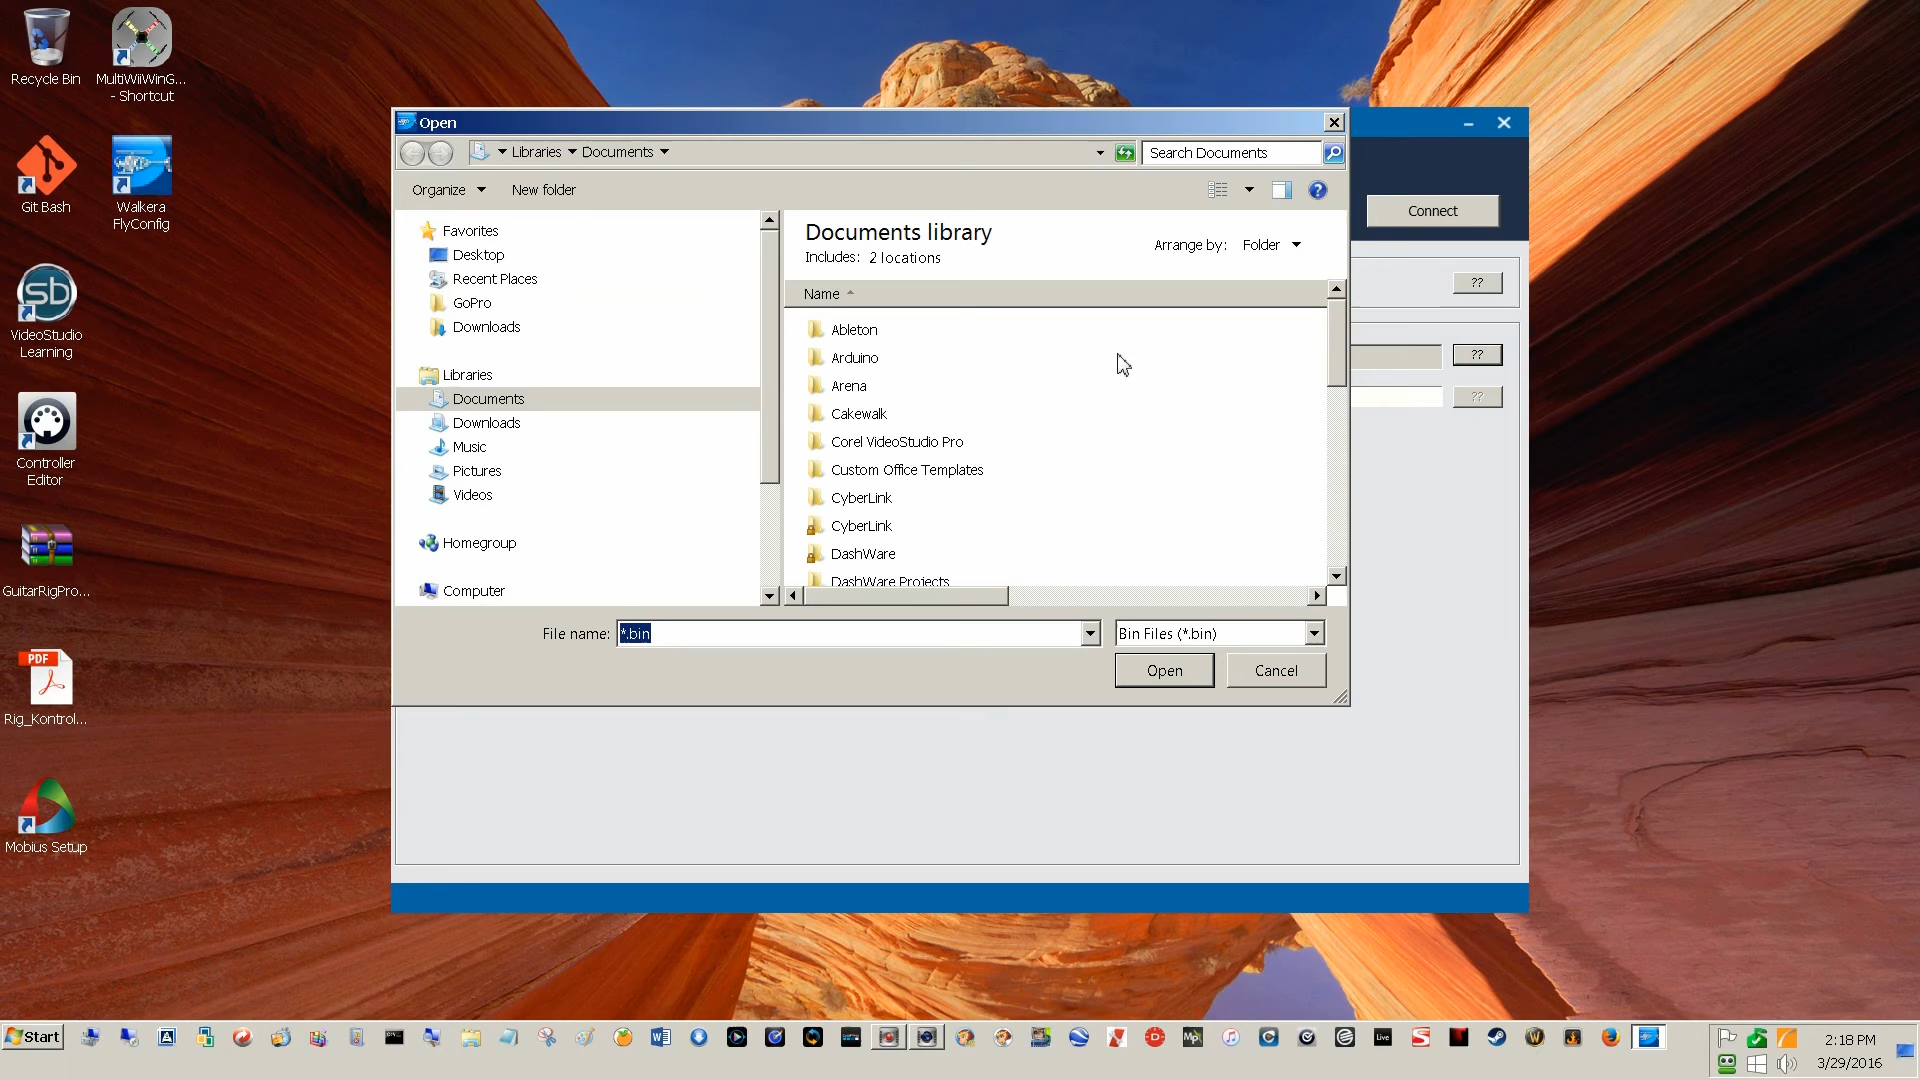 Recycle Bin
MultiWiiWinG...
- Shortcut
Git Bash
Walkera
FlyConfig
VideoStudio
Learning
Controller
Editor
GuitarRigPro...
PDF
Rig_Kontrol...
Mobius Setup
Open
Libraries
Documents
Search Documents
Organize
New folder
Connect
??
??
??
Favorites
Desktop
Recent Places
GoPro
Downloads
Libraries
Documents
Downloads
Music
Pictures
Videos
Homegroup
Computer
Documents library
Includes: 2 locations
Arrange by: Folder
Name
Ableton
Arduino
Arena
Cakewalk
Corel VideoStudio Pro
Custom Office Templates
CyberLink
CyberLink
DashWare
DashWare Projects
File name:
*.bin
Bin Files (*.bin)
Open
Cancel
Start
2:18 PM
3/29/2016